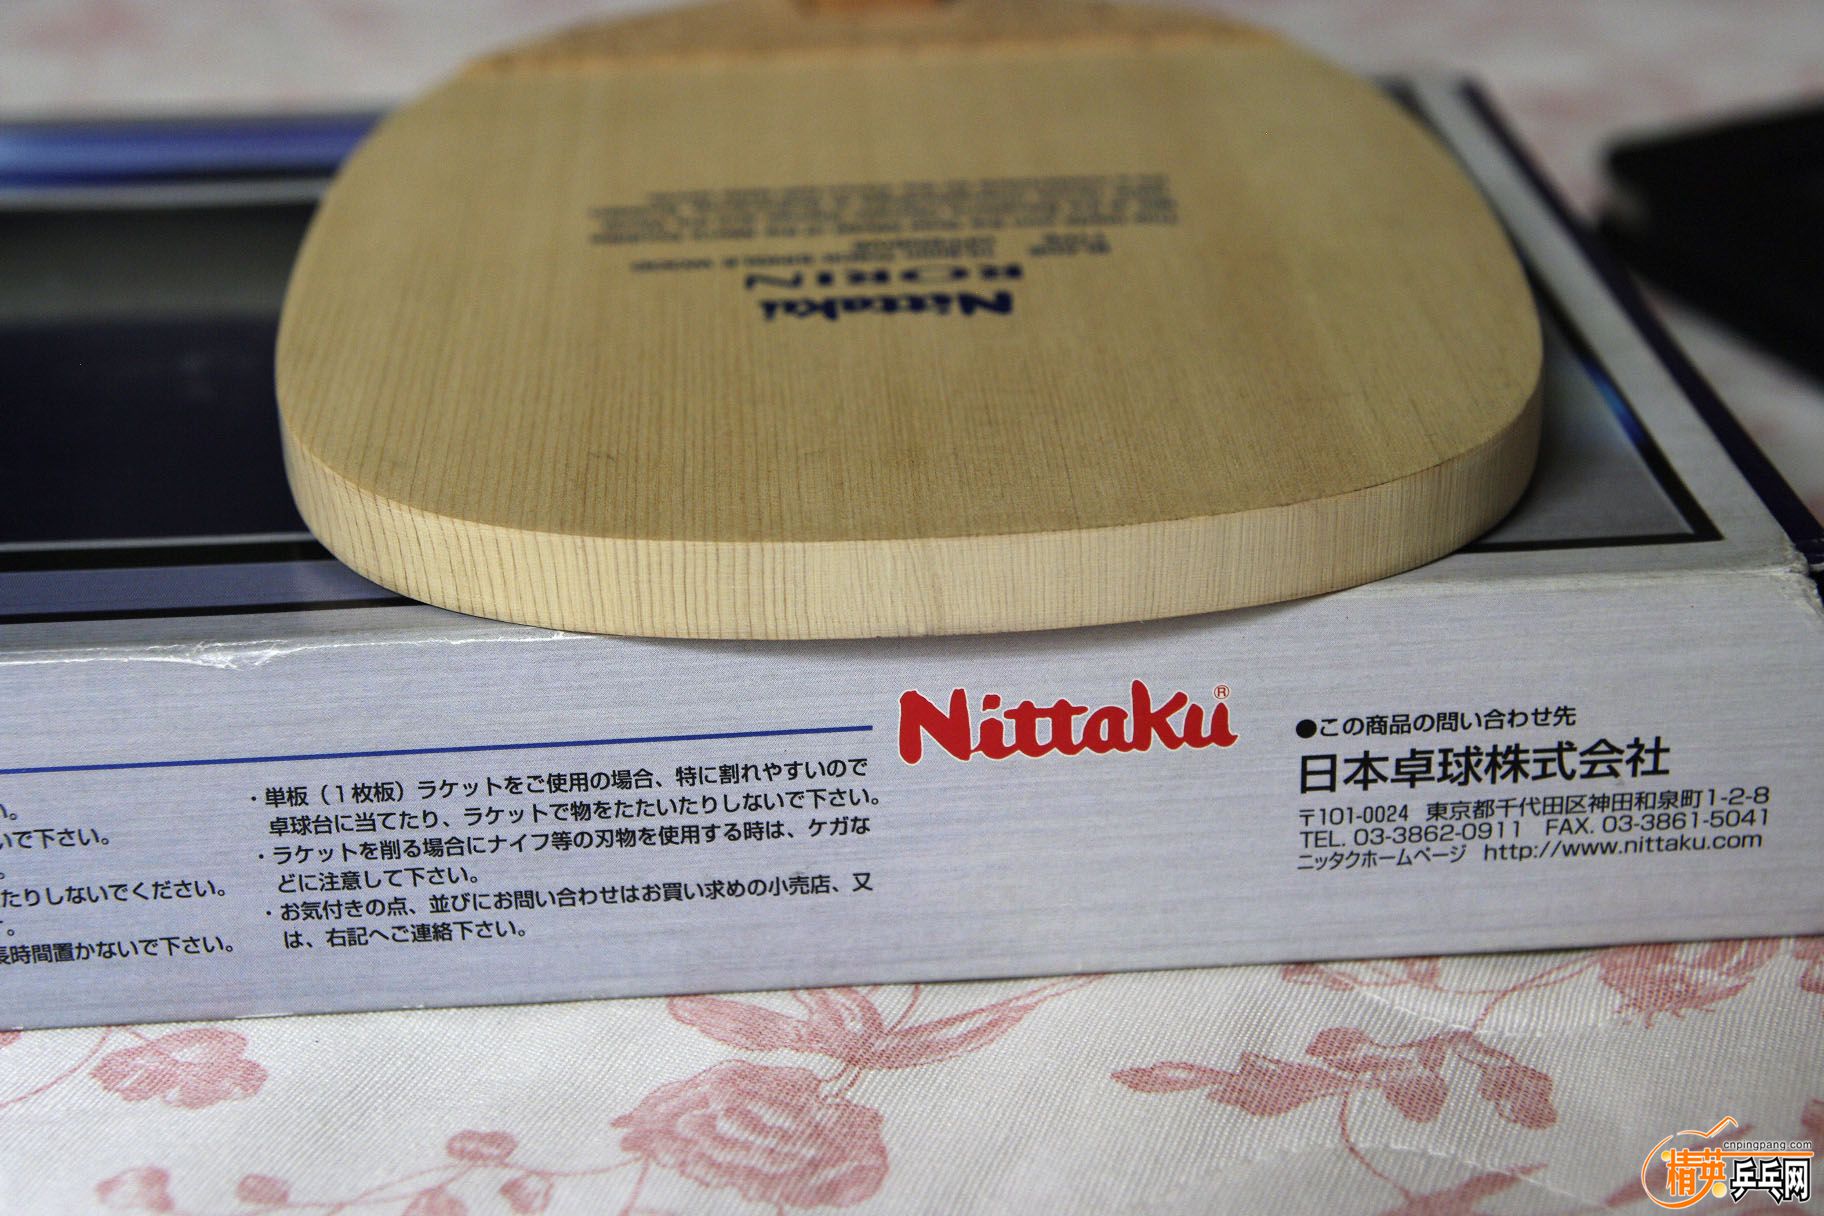 Nittaku
RORIN
Nittaku®
い。
いで下さい。
たりしないでください。
す。
長時間置かないで下さい。
・単板（１枚板）ラケットをご使用の場合、特に割れやすいので
卓球台に当てたり、ラケットで物をたたいたりしないで下さい。
・ラケットを削る場合にナイフ等の刃物を使用する時は、ケガな
どに注意して下さい。
・お気付きの点、並びにお問い合わせはお買い求めの小売店、又
は、右記へご連絡下さい。
●この商品の問い合わせ先
日本卓球株式会社
〒101-0024 東京都千代田区神田和泉町1-2-8
TEL. 03-3862-0911 FAX. 03-3861-5041
ニッタクホームページ http://www.nittaku.com
cnpingpang.com
精英乒乓网